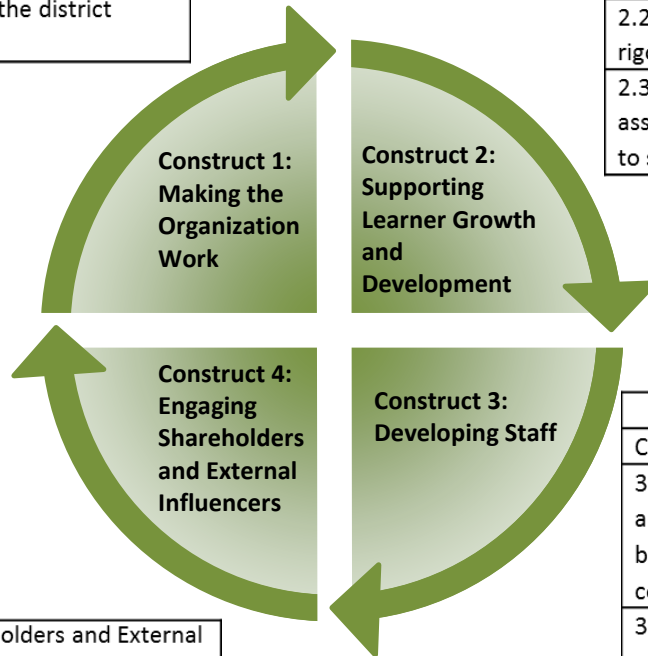 the district
2.2
2.3
Construct 1:
Making the
Organization
Work
Construct 2:
Supporting
Learner Growth
and
Development
Construct 4:
Engaging
Shareholders
and External
Influencers
Construct 3:
Developing Staff
C
3
a
b
3
olders and External